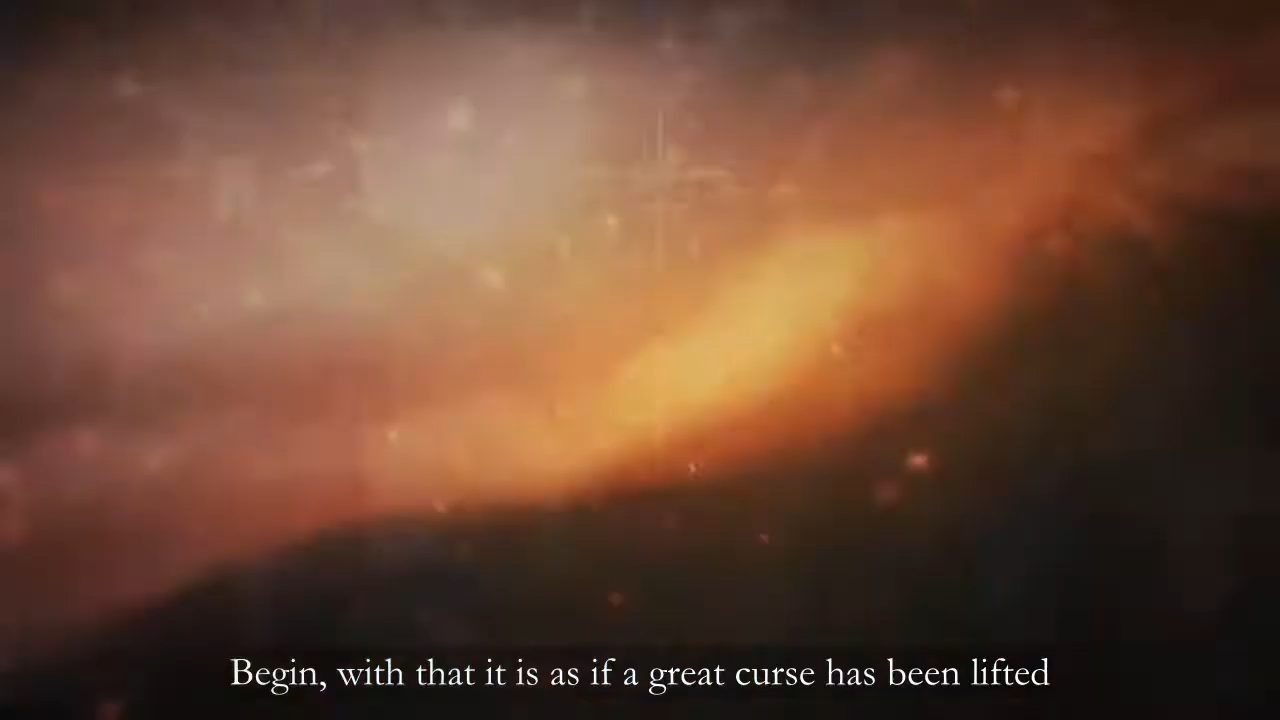 Begin, with that it is as if a great curse has been lifted